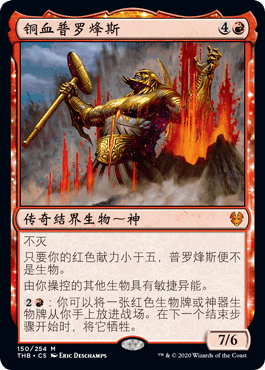 铜血普罗烽斯 4
传奇结界生物～神
不灭
只要你的红色献力小于五，普罗烽斯便不
是生物。
由你操控的其他生物具有敏捷异能。
2：你可以将一张红色生物牌或神器生
物牌从你手上放进战场。在下一个结束步
骤开始时，将它牺牲。
7/6
150/254 M
THB • CS ERIC DESCHAMPS
™ & © 2020 Wizards of the Coast